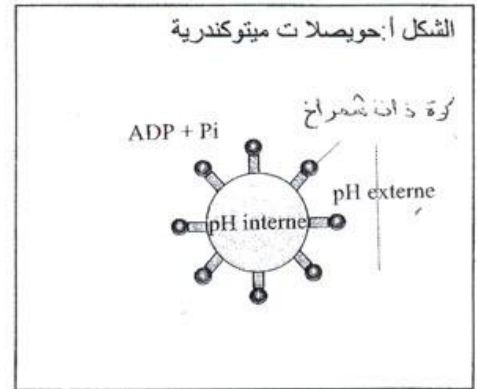 الشكل أ:حويصلا ت ميتوكندرية
كرة ذات شمراخ
ADP + Pi
pH externe
pH interne